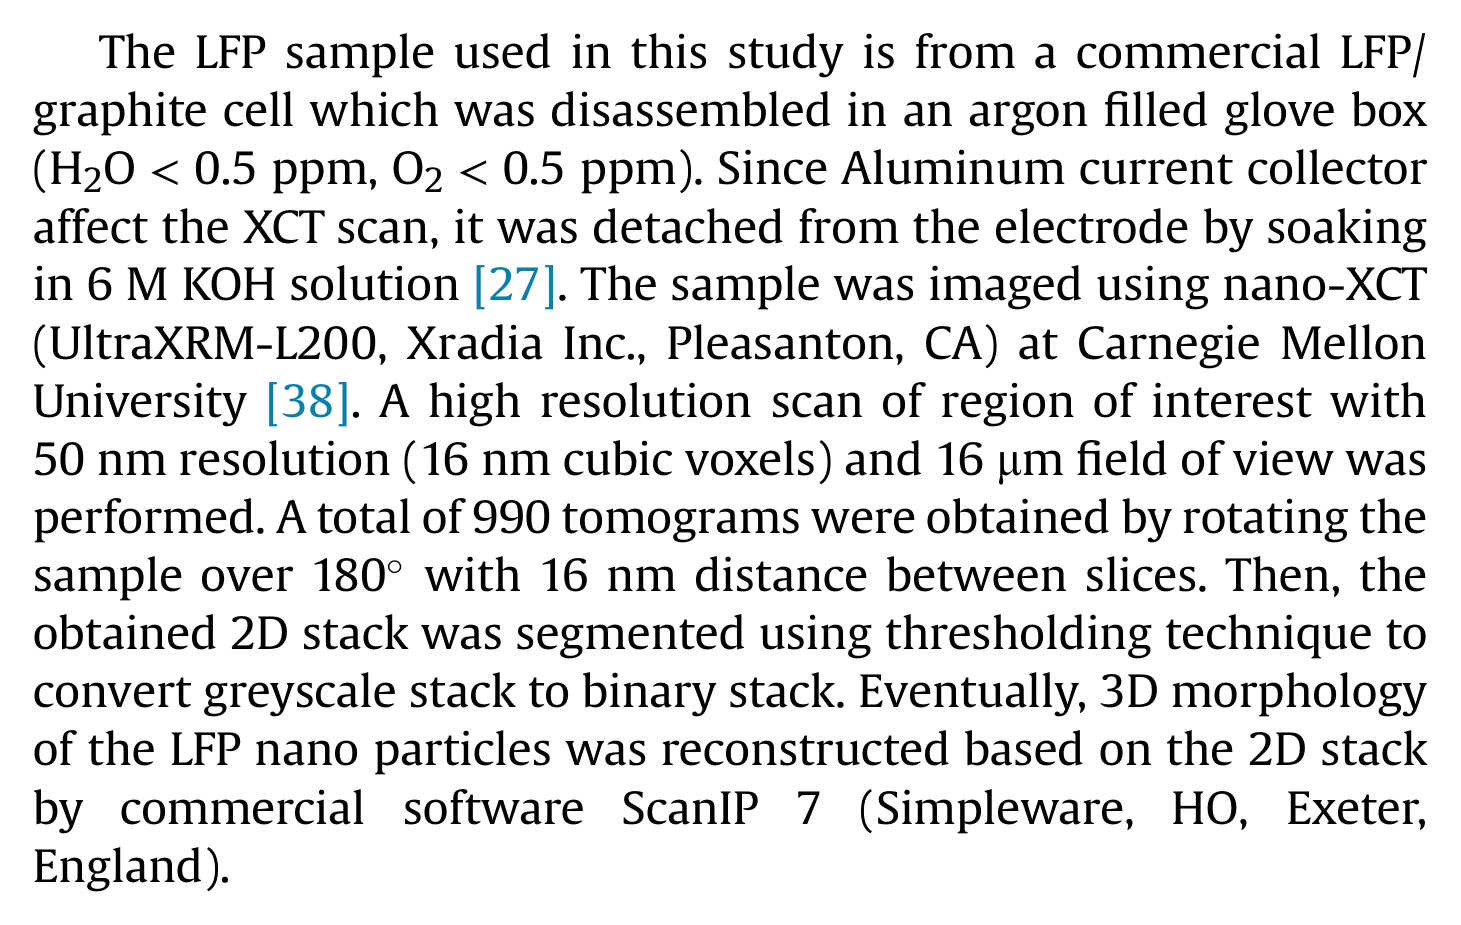 The LFP sample used in this study is from a commercial LFP/
graphite cell which was disassembled in an argon filled glove box
(H₂O < 0.5 ppm, O₂ < 0.5 ppm). Since Aluminum current collector
affect the XCT scan, it was detached from the electrode by soaking
in 6 M KOH solution [27]. The sample was imaged using nano-XCT
(UltraXRM-L200, Xradia Inc., Pleasanton, CA) at Carnegie Mellon
University [38]. A high resolution scan of region of interest with
50 nm resolution (16 nm cubic voxels) and 16 μm field of view was
performed. A total of 990 tomograms were obtained by rotating the
sample over 180° with 16 nm distance between slices. Then, the
obtained 2D stack was segmented using thresholding technique to
convert greyscale stack to binary stack. Eventually, 3D morphology
of the LFP nano particles was reconstructed based on the 2D stack
by commercial software ScanIP 7 (Simpleware, HO, Exeter,
England).